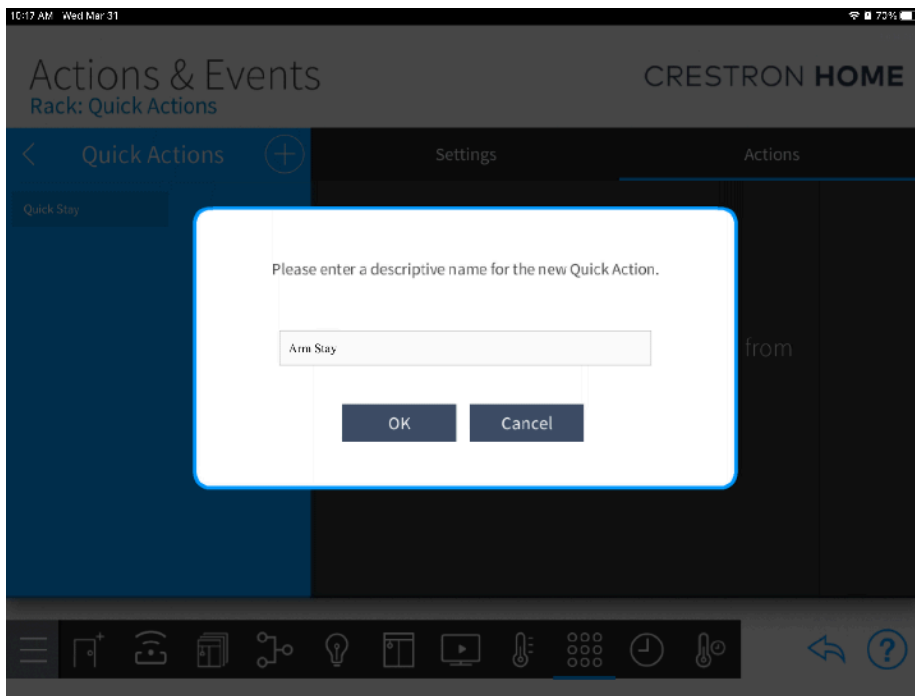 10:17 AM Wed Mar 31
73%
Actions & Events
CRESTRON HOME
Rack: Quick Actions
Quick Actions
Settings
Actions
Quick Stay
Please enter a descriptive name for the new Quick Action.
from
Arm Stay
OK
Cancel
?